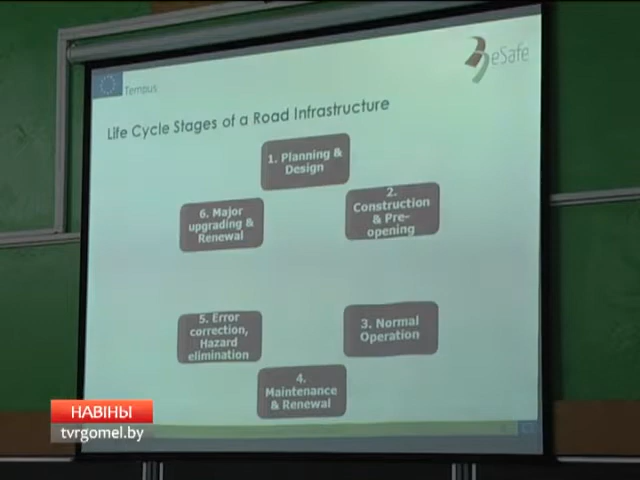 Tempus
BeSafe
Life Cycle Stages of a Road Infrastructure
1. Planning &
Design
2.
Construction
& Pre-
opening
3. Normal
Operation
4.
Maintenance
& Renewal
5. Error
correction,
Hazard
elimination
6. Major
upgrading &
Renewal
НАВІНЫ
tvrgomel.by